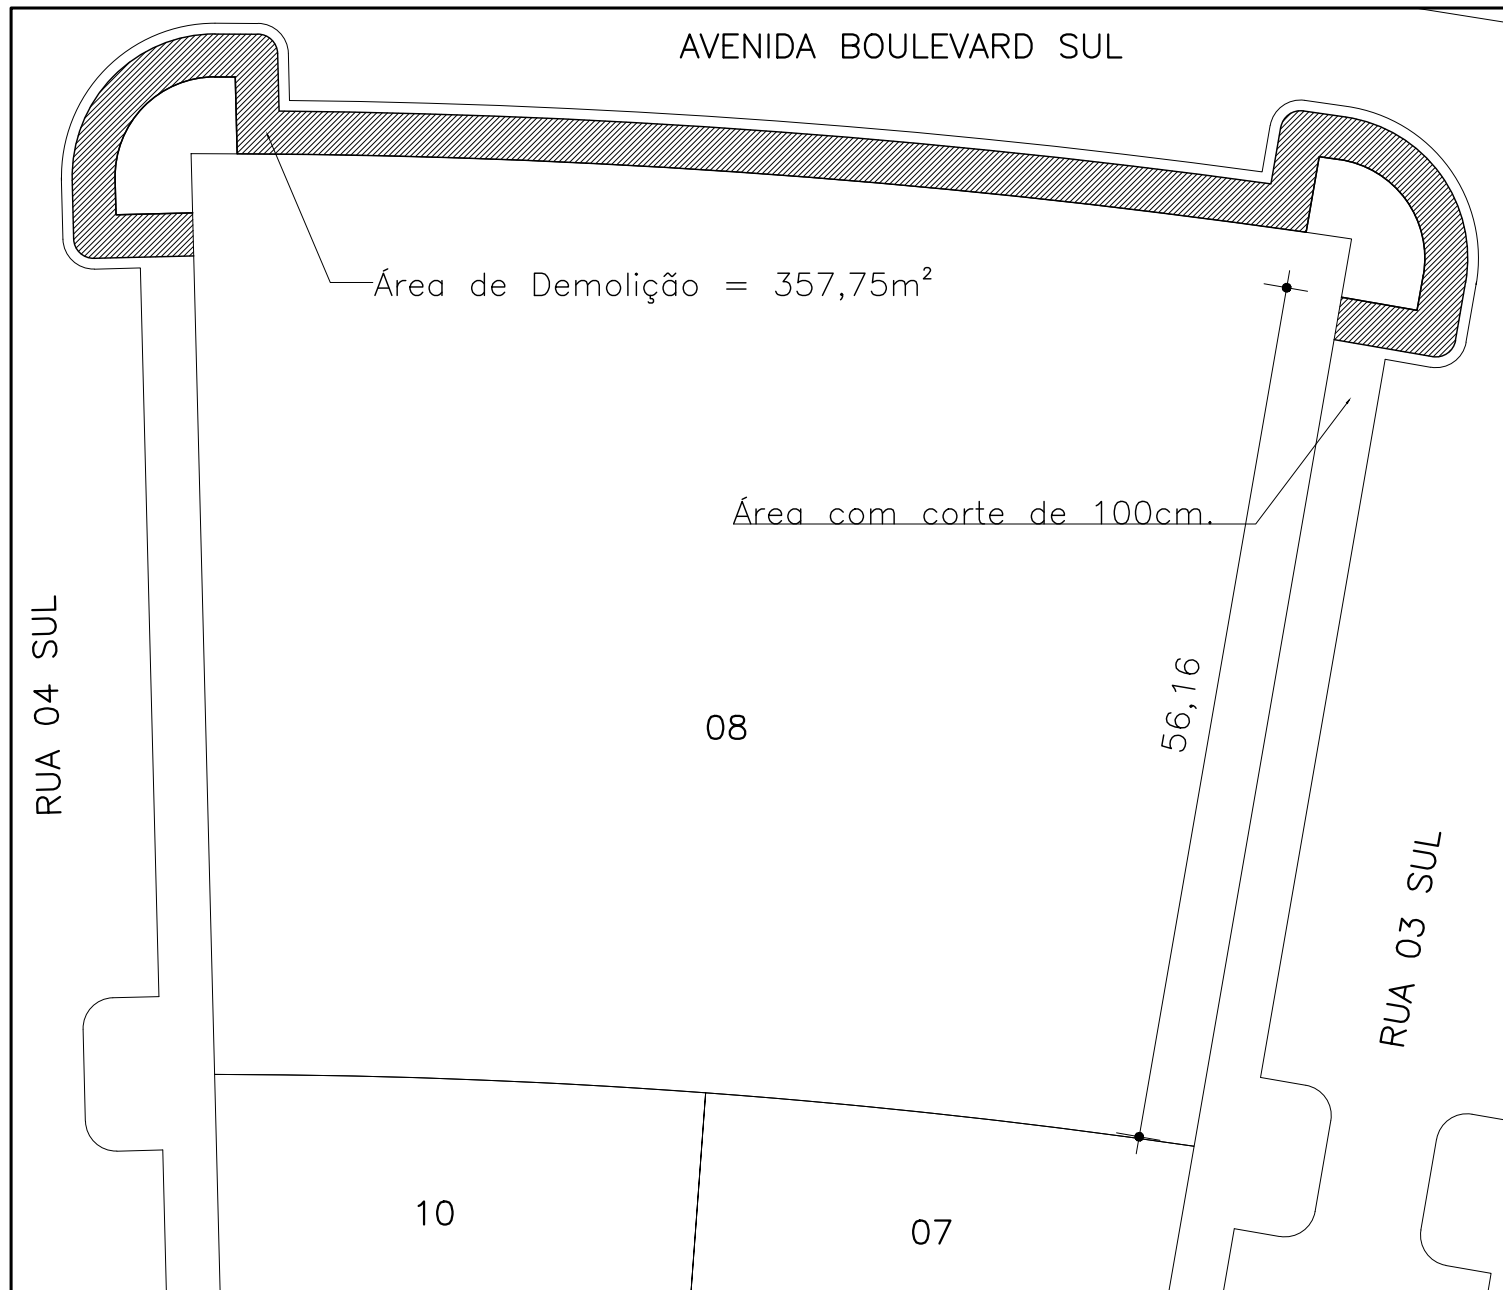 AVENIDA BOULEVARD SUL
Área de Demolição = 357,75m²
Área com corte de 100cm.
RUA 04 SUL
56,16
08
RUA 03 SUL
10
07